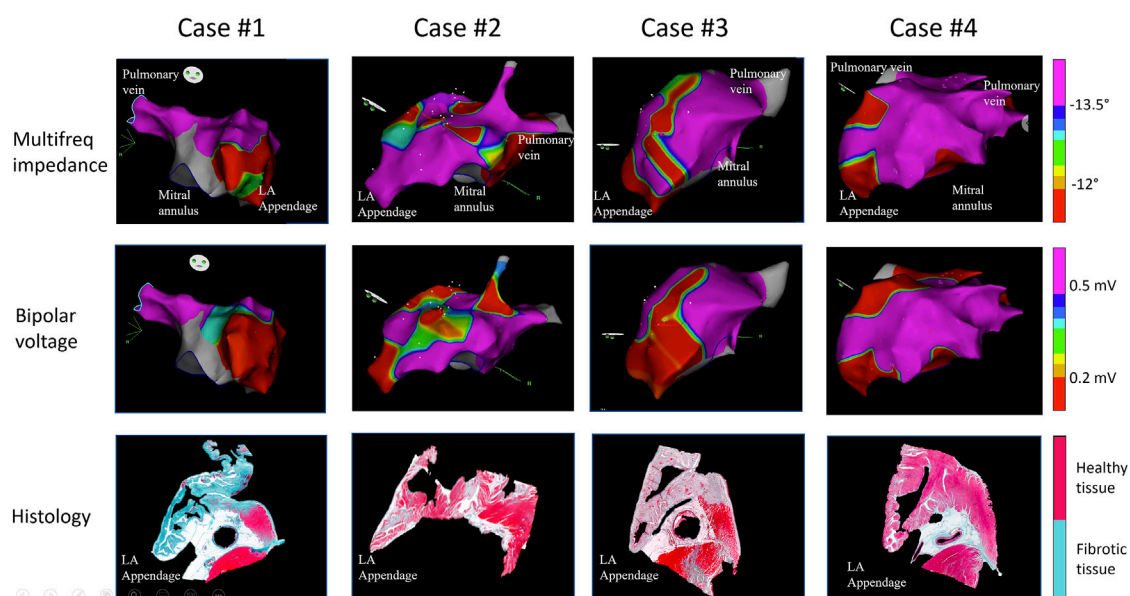 Case #1
Case #2
Case #3
Case #4
Multifreq
impedance
Pulmonary
vein
Mitral
annulus
LA
Appendage
Pulmonary
vein
LA
Appendage
Mitral
annulus
Pulmonary
vein
LA
Appendage
Mitral
annulus
Pulmonary vein
Pulmonary
vein
LA
Appendage
Mitral
annulus
-13.5°
-12°
Bipolar
voltage
0.5 mV
0.2 mV
Histology
LA
Appendage
LA
Appendage
LA
Appendage
LA
Appendage
Healthy
tissue
Fibrotic
tissue